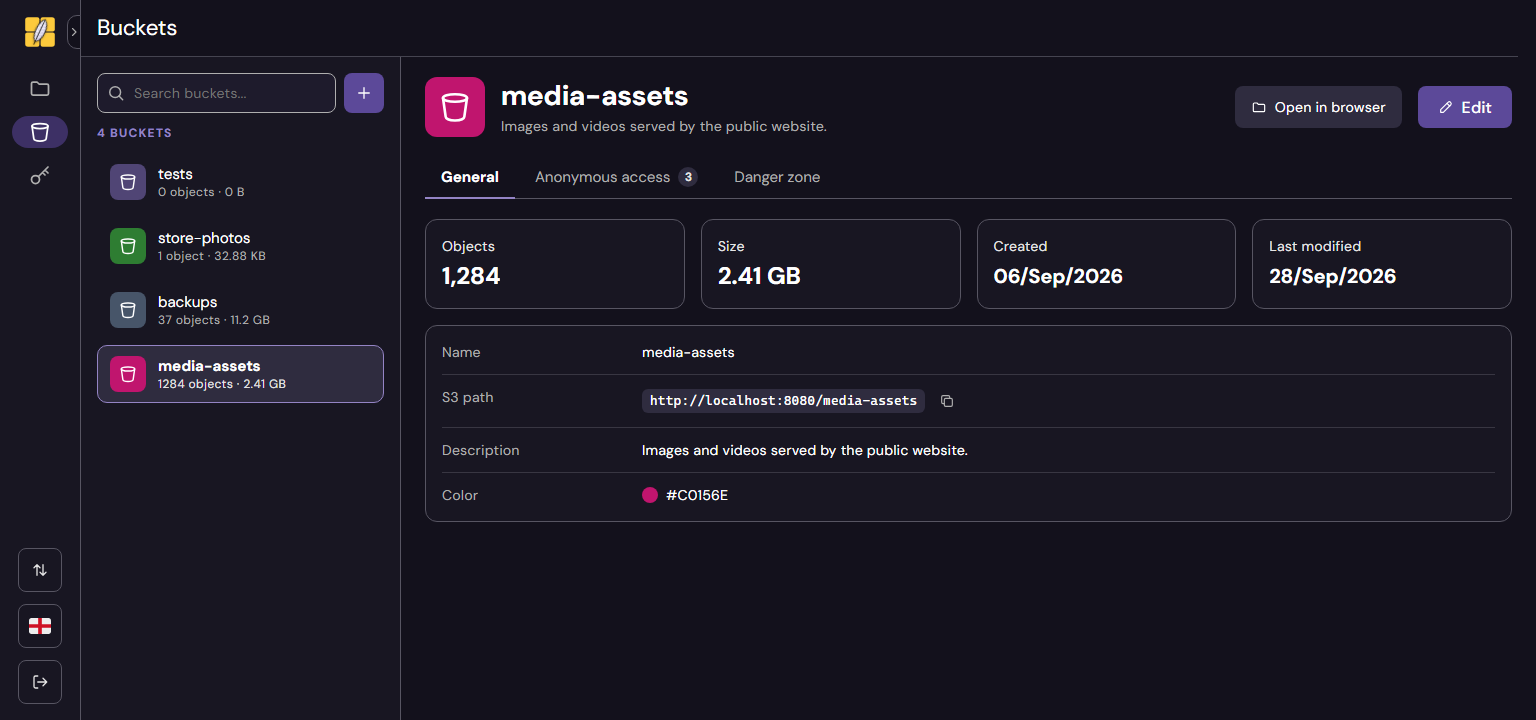 Buckets
Search buckets...
4 BUCKETS
tests
0 objects · 0 B
store-photos
1 object · 32.88 KB
backups
37 objects · 11.2 GB
media-assets
1284 objects · 2.41 GB
media-assets
Images and videos served by the public website.
Open in browser
Edit
General
Anonymous access 3
Danger zone
Objects
1,284
Size
2.41 GB
Created
06/Sep/2026
Last modified
28/Sep/2026
Name
media-assets
S3 path
http://localhost:8080/media-assets
Description
Images and videos served by the public website.
Color
#C0156E